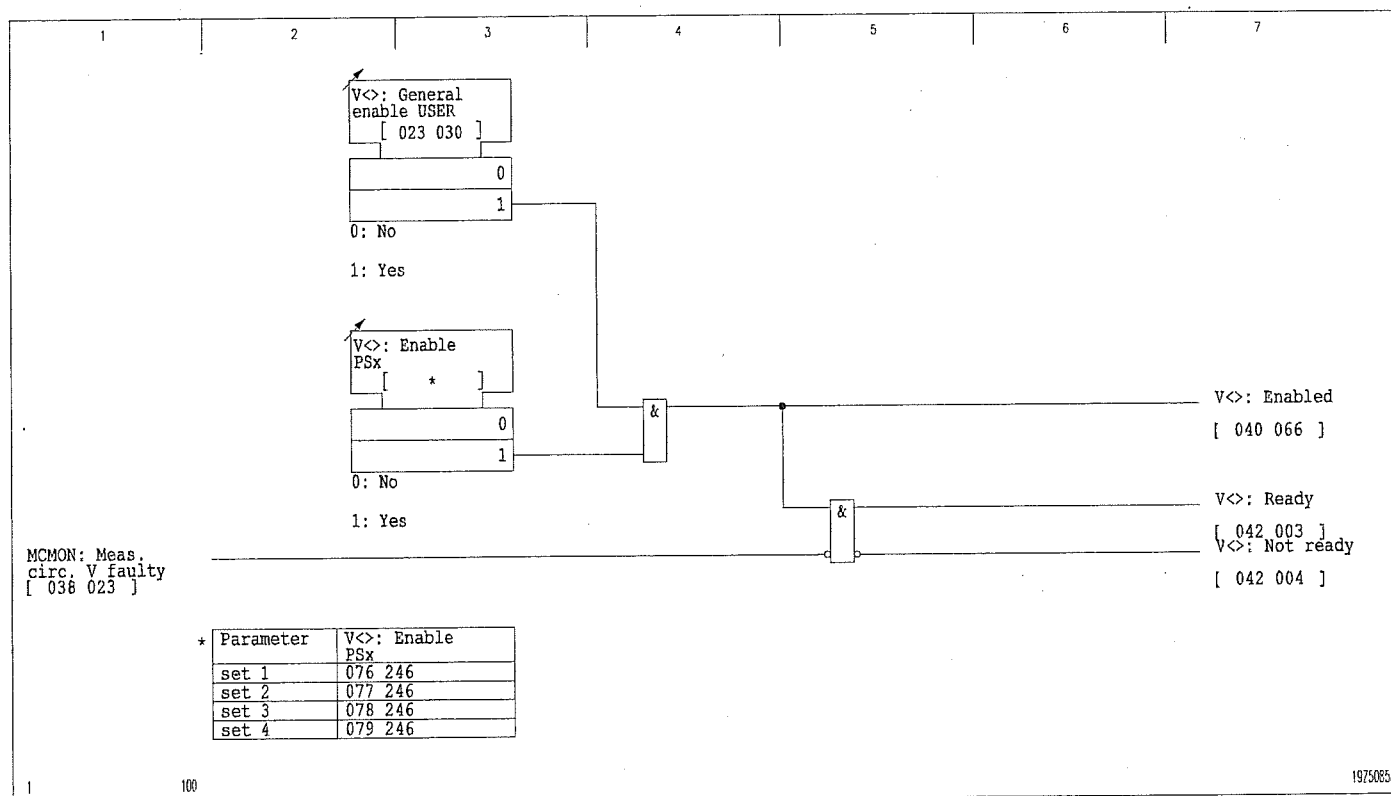 1 2 3 4 5 6 7
V<>: General
enable USER
[ 023 030 ]
0
1
0: No
1: Yes
V<>: Enable
PSx
[ * ]
0
1
0: No
1: Yes
&
V<>: Enabled
[ 040 066 ]
&
V<>: Ready
[ 042 003 ]
V<>: Not ready
[ 042 004 ]
MCMON: Meas.
circ. V faulty
[ 038 023 ]
* Parameter V<>: Enable
PSx
set 1 076 246
set 2 077 246
set 3 078 246
set 4 079 246
1 100 19Z5085